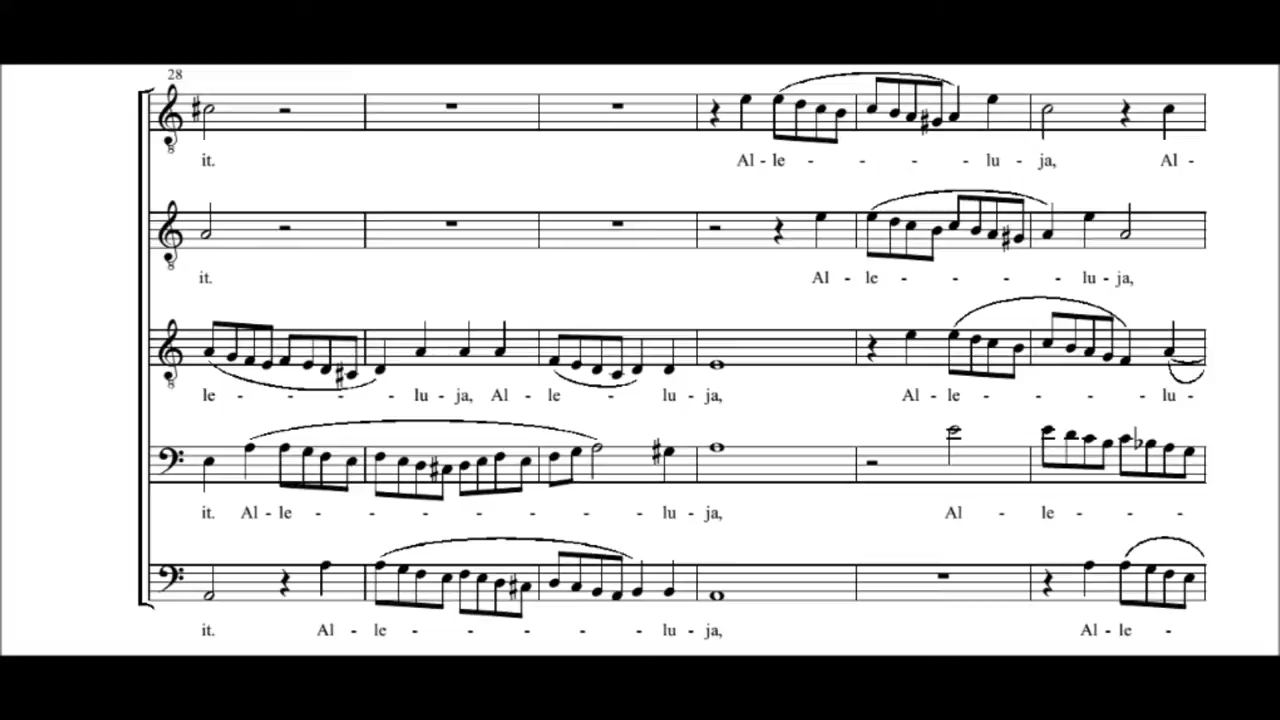 28
it. Al - le - - - - lu - ja, Al -
it. Al - le - - - - lu - ja,
le - - - - lu - ja, Al - le - - - lu - ja, Al - le - - - - lu -
it. Al - le - - - - - - - lu - ja, Al - le - - -
it. Al - le - - - - lu - ja, Al - le -